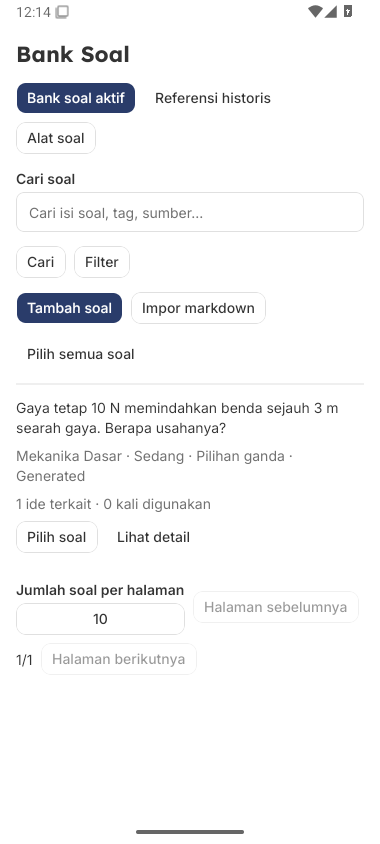 12:14
Bank Soal
Bank soal aktif
Referensi historis
Alat soal
Cari soal
Cari isi soal, tag, sumber...
Cari
Filter
Tambah soal
Impor markdown
Pilih semua soal
Gaya tetap 10 N memindahkan benda sejauh 3 m
searah gaya. Berapa usahanya?
Mekanika Dasar · Sedang · Pilihan ganda ·
Generated
1 ide terkait · 0 kali digunakan
Pilih soal
Lihat detail
Jumlah soal per halaman
10
Halaman sebelumnya
1/1
Halaman berikutnya